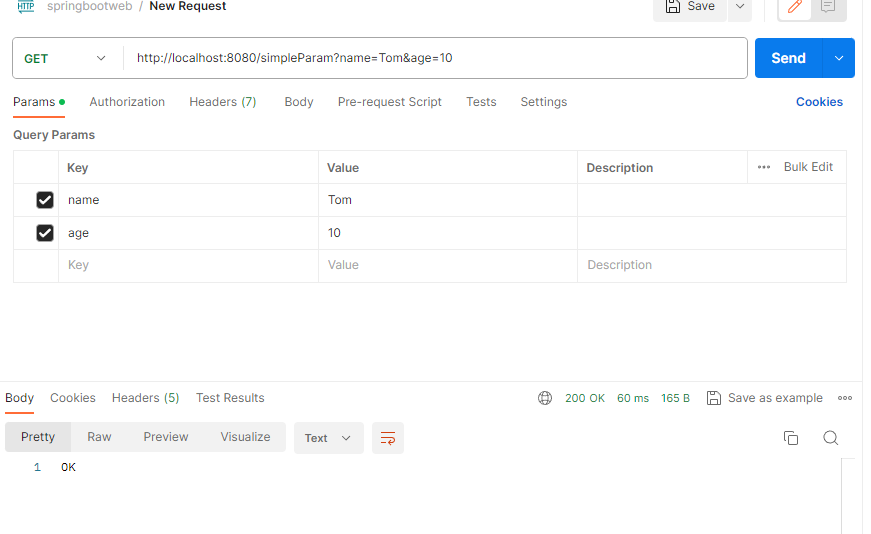 HTTP springbootweb / New Request Save
GET http://localhost:8080/simpleParam?name=Tom&age=10 Send
Params Authorization Headers (7) Body Pre-request Script Tests Settings Cookies
Query Params
Key Value Description Bulk Edit
name Tom
age 10
Key Value Description
Body Cookies Headers (5) Test Results 200 OK 60 ms 165 B Save as example
Pretty Raw Preview Visualize Text
1 OK